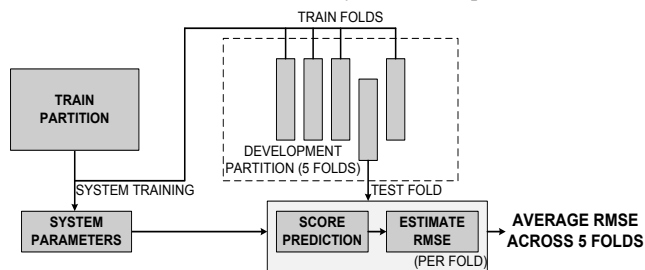 TRAIN FOLDS
TRAIN
PARTITION
DEVELOPMENT
PARTITION (5 FOLDS)
SYSTEM TRAINING
TEST FOLD
SYSTEM
PARAMETERS
SCORE
PREDICTION
ESTIMATE
RMSE
(PER FOLD)
AVERAGE RMSE
ACROSS 5 FOLDS